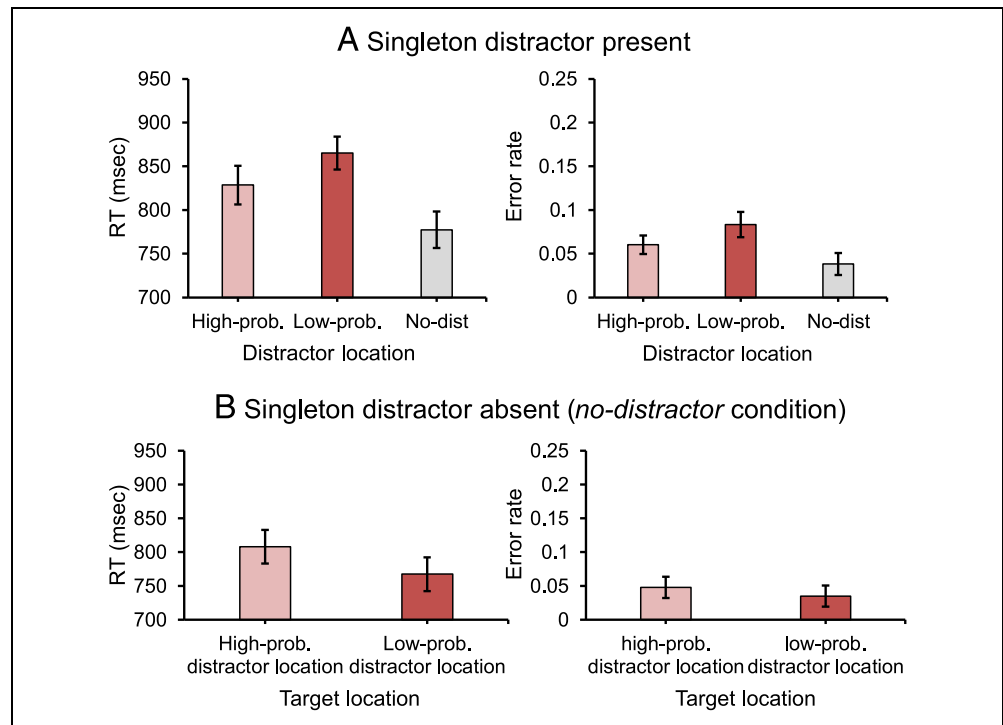 A Singleton distractor present
950
900
850
800
750
700
RT (msec)
High-prob. Low-prob. No-dist
Distractor location
0.25
0.2
0.15
0.1
0.05
0
Error rate
High-prob. Low-prob. No-dist
Distractor location
B Singleton distractor absent (no-distractor condition)
950
900
850
800
750
700
RT (msec)
High-prob. Low-prob.
distractor location distractor location
Target location
0.25
0.2
0.15
0.1
0.05
0
Error rate
high-prob. low-prob.
distractor location distractor location
Target location